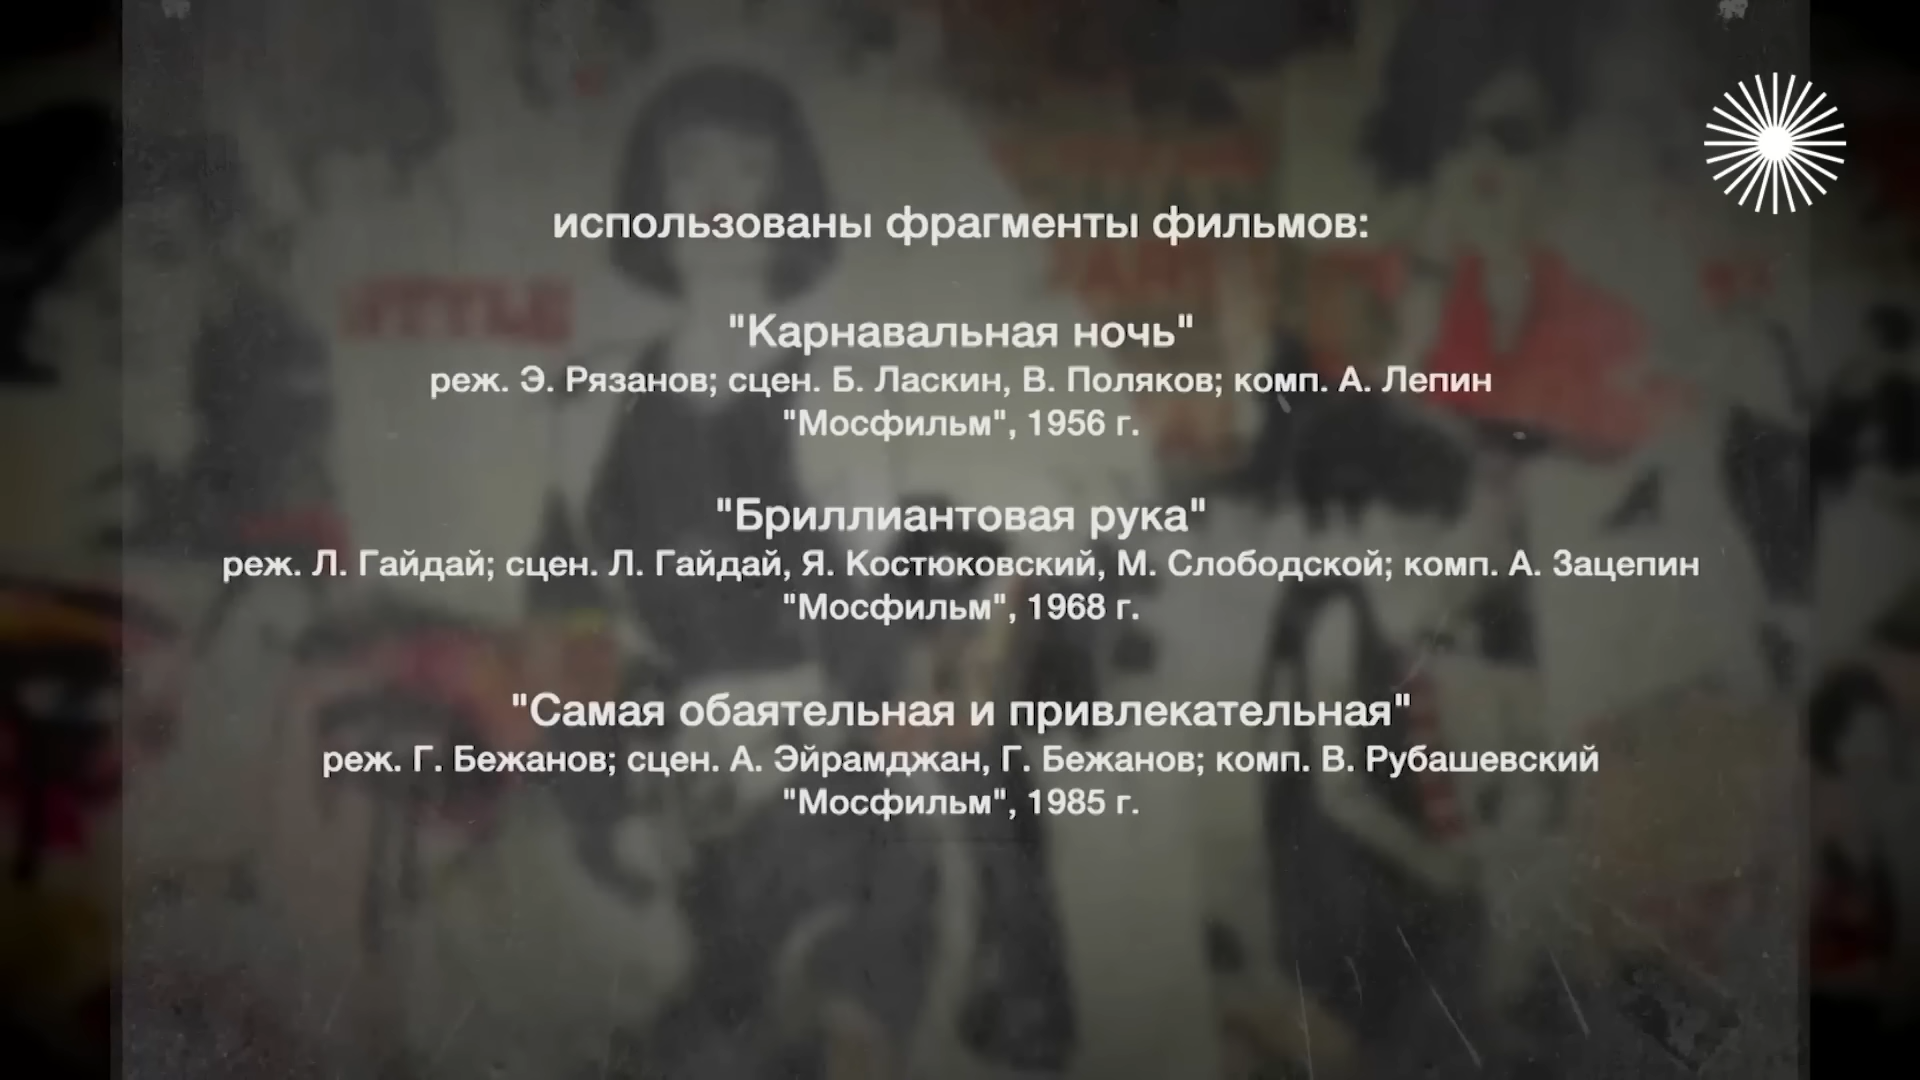 использованы фрагменты фильмов:
"Карнавальная ночь"
реж. Э. Рязанов; сцен. Б. Ласкин, В. Поляков; комп. А. Лепин
"Мосфильм", 1956 г.
"Бриллиантовая рука"
реж. Л. Гайдай; сцен. Л. Гайдай, Я. Костюковский, М. Слободской; комп. А. Зацепин
"Мосфильм", 1968 г.
"Самая обаятельная и привлекательная"
реж. Г. Бежанов; сцен. А. Эйрамджан, Г. Бежанов; комп. В. Рубашевский
"Мосфильм", 1985 г.